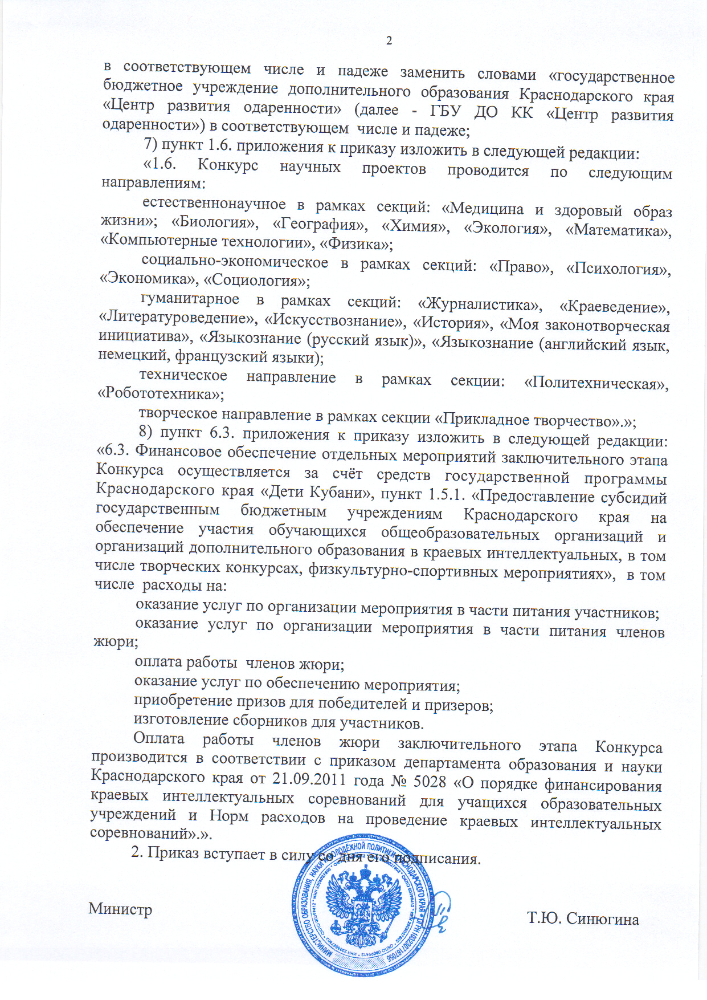 2
в соответствующем числе и падеже заменить словами «государственное
бюджетное учреждение дополнительного образования Краснодарского края
«Центр развития одаренности» (далее - ГБУ ДО КК «Центр развития
одаренности») в соответствующем числе и падеже;
7) пункт 1.6. приложения к приказу изложить в следующей редакции:
«1.6. Конкурс научных проектов проводится по следующим
направлениям:
естественнонаучное в рамках секций: «Медицина и здоровый образ
жизни»; «Биология», «География», «Химия», «Экология», «Математика»,
«Компьютерные технологии», «Физика»;
социально-экономическое в рамках секций: «Право», «Психология»,
«Экономика», «Социология»;
гуманитарное в рамках секций: «Журналистика», «Краеведение»,
«Литературоведение», «Искусствознание», «История», «Моя законотворческая
инициатива», «Языкознание (русский язык)», «Языкознание (английский язык,
немецкий, французский языки);
техническое направление в рамках секции: «Политехническая»,
«Робототехника»;
творческое направление в рамках секции «Прикладное творчество».»;
8) пункт 6.3. приложения к приказу изложить в следующей редакции:
«6.3. Финансовое обеспечение отдельных мероприятий заключительного этапа
Конкурса осуществляется за счёт средств государственной программы
Краснодарского края «Дети Кубани», пункт 1.5.1. «Предоставление субсидий
государственным бюджетным учреждениям Краснодарского края на
обеспечение участия обучающихся общеобразовательных организаций и
организаций дополнительного образования в краевых интеллектуальных, в том
числе творческих конкурсах, физкультурно-спортивных мероприятиях», в том
числе расходы на:
оказание услуг по организации мероприятия в части питания участников;
оказание услуг по организации мероприятия в части питания членов
жюри;
оплата работы членов жюри;
оказание услуг по обеспечению мероприятия;
приобретение призов для победителей и призеров;
изготовление сборников для участников.
Оплата работы членов жюри заключительного этапа Конкурса
производится в соответствии с приказом департамента образования и науки
Краснодарского края от 21.09.2011 года № 5028 «О порядке финансирования
краевых интеллектуальных соревнований для учащихся образовательных
учреждений и Норм расходов на проведение краевых интеллектуальных
соревнований».».
2. Приказ вступает в силу со дня его подписания.
МИНИСТЕРСТВО ОБРАЗОВАНИЯ, НАУКИ И МОЛОДЁЖНОЙ ПОЛИТИКИ КРАСНОДАРСКОГО КРАЯ * ОГРН 1032307167056
Министр
Т.Ю. Синюгина